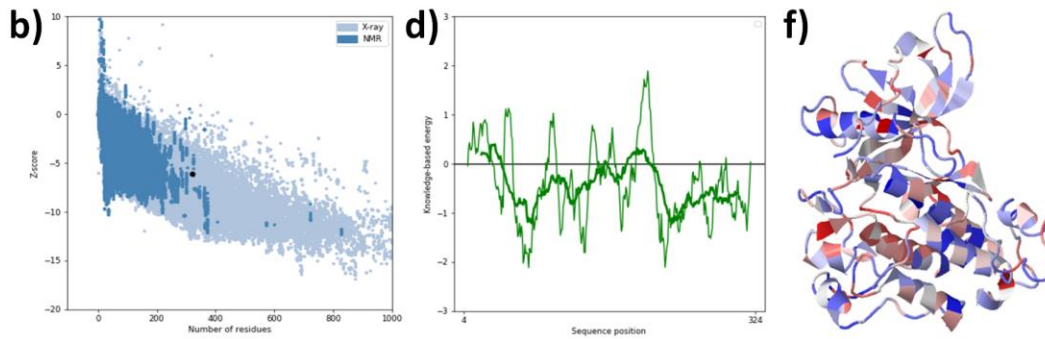 b)
X-ray
NMR
Z-score
10
5
0
−5
−10
−15
−20
0
200
400
600
800
1000
Number of residues
d)
Knowledge-based energy
3
2
1
0
−1
−2
−3
4
324
Sequence position
f)